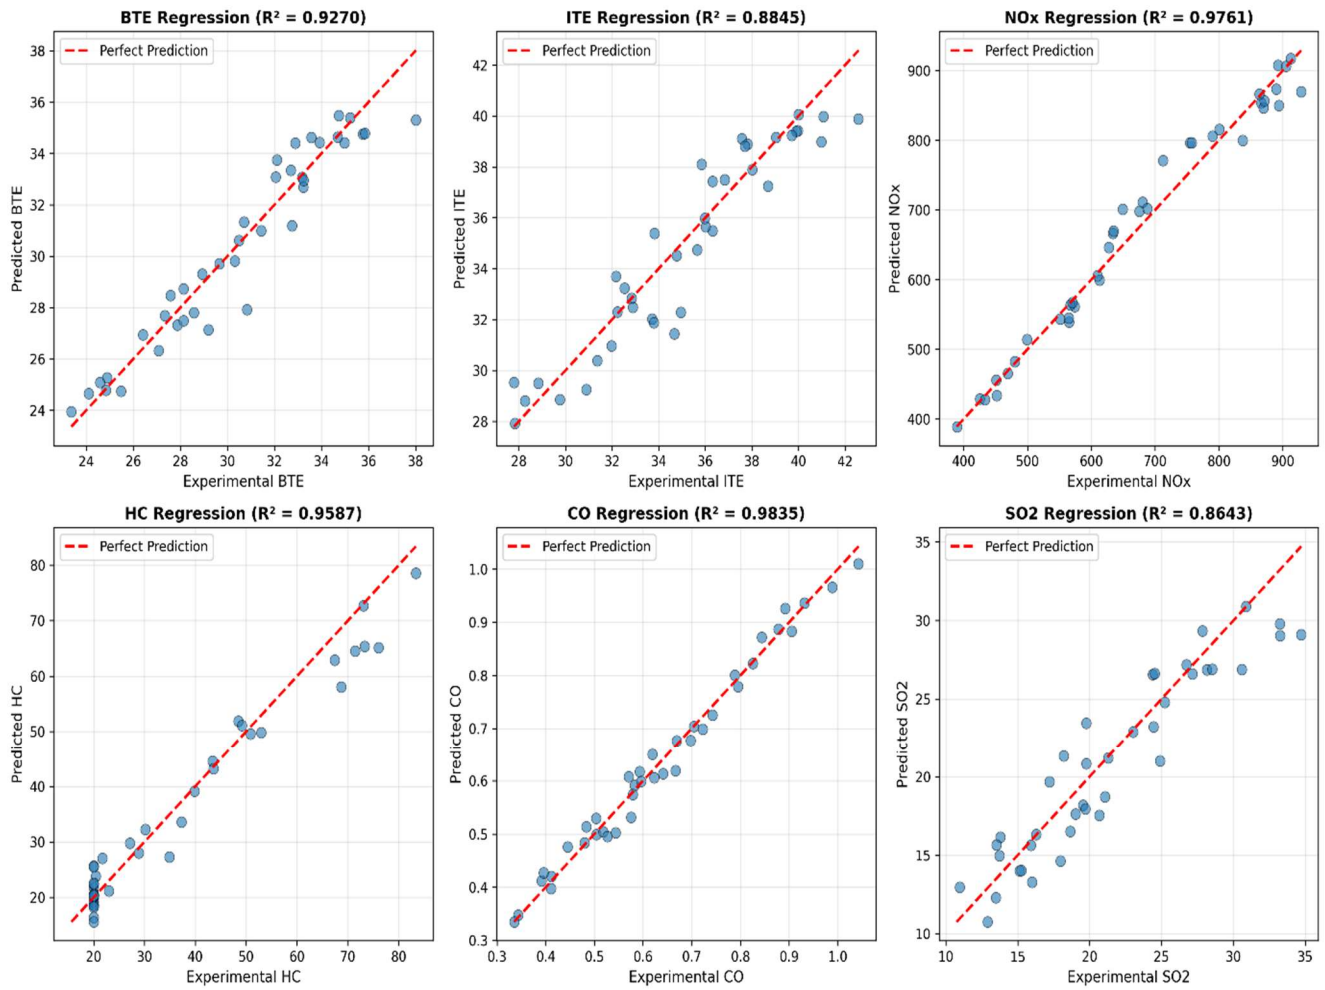 BTE Regression (R² = 0.9270)
Perfect Prediction
38
36
34
32
30
28
26
24
Predicted BTE
24 26 28 30 32 34 36 38
Experimental BTE
ITE Regression (R² = 0.8845)
Perfect Prediction
42
40
38
36
34
32
30
28
Predicted ITE
28 30 32 34 36 38 40 42
Experimental ITE
NOx Regression (R² = 0.9761)
Perfect Prediction
900
800
700
600
500
400
Predicted NOx
400 500 600 700 800 900
Experimental NOx
HC Regression (R² = 0.9587)
Perfect Prediction
80
70
60
50
40
30
20
Predicted HC
20 30 40 50 60 70 80
Experimental HC
CO Regression (R² = 0.9835)
Perfect Prediction
1.0
0.9
0.8
0.7
0.6
0.5
0.4
0.3
Predicted CO
0.3 0.4 0.5 0.6 0.7 0.8 0.9 1.0
Experimental CO
SO2 Regression (R² = 0.8643)
Perfect Prediction
35
30
25
20
15
10
Predicted SO2
10 15 20 25 30 35
Experimental SO2